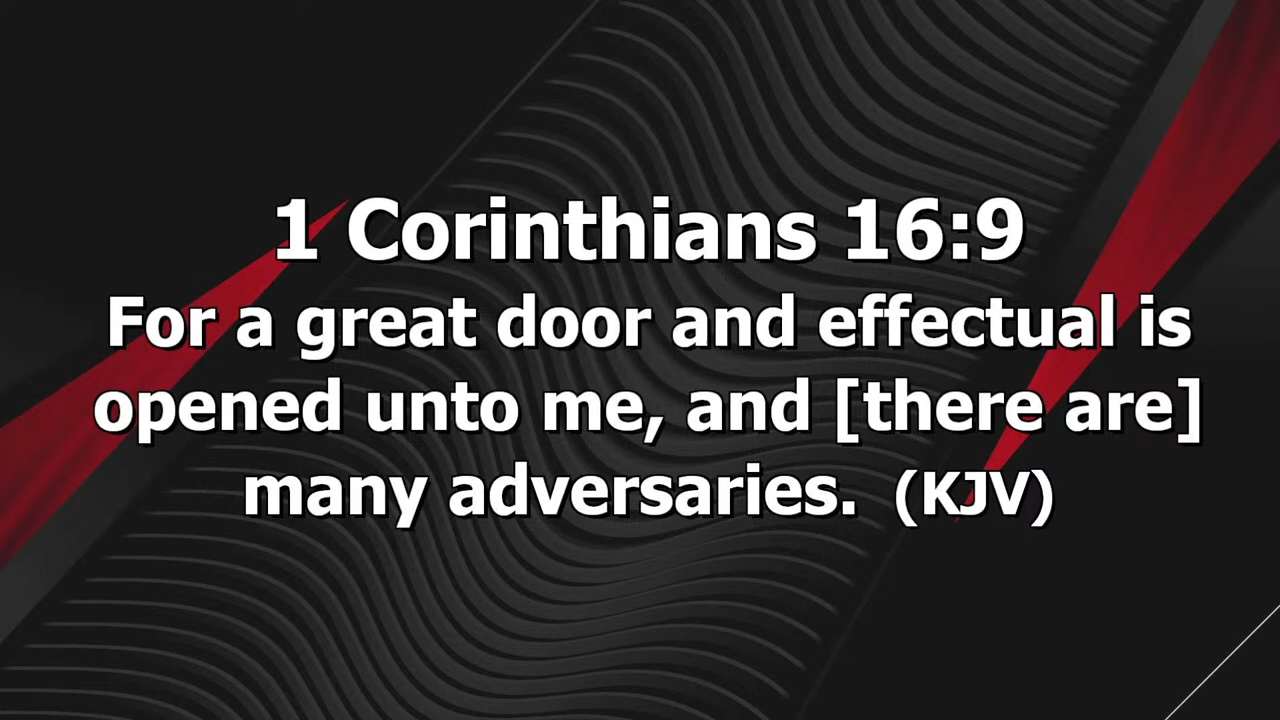 1 Corinthians 16:9
For a great door and effectual is
opened unto me, and [there are]
many adversaries. (KJV)